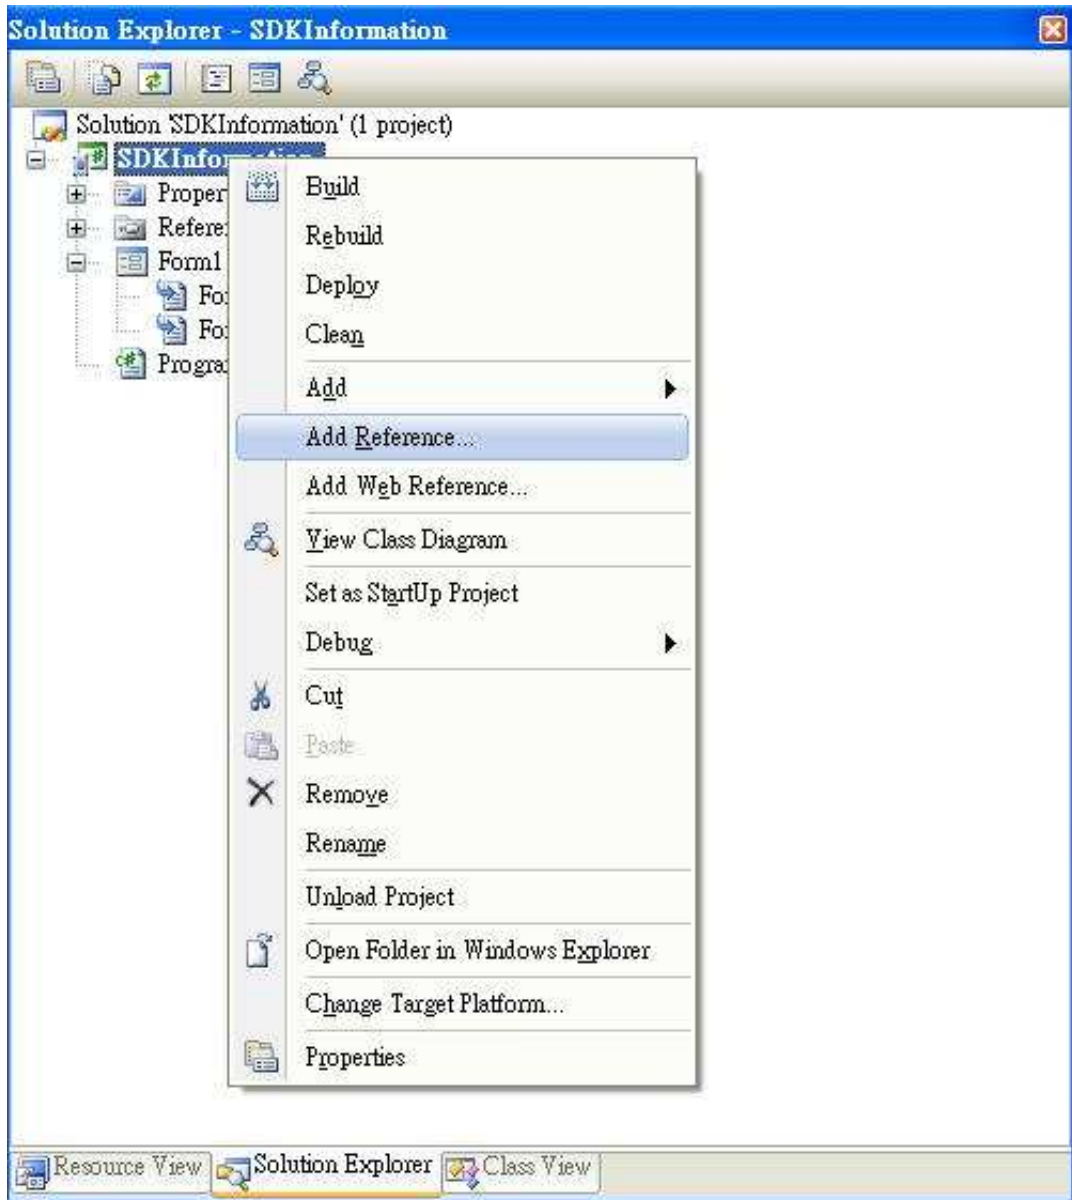 Solution Explorer - SDKInformation
Solution 'SDKInformation' (1 project)
SDKInfo
Proper
Refere
Form1
Fo
Fo
Progra
Build
Rebuild
Deploy
Clean
Add
Add Reference...
Add Web Reference...
View Class Diagram
Set as StartUp Project
Debug
Cut
Paste
Remove
Rename
Unload Project
Open Folder in Windows Explorer
Change Target Platform...
Properties
Resource View Solution Explorer Class View